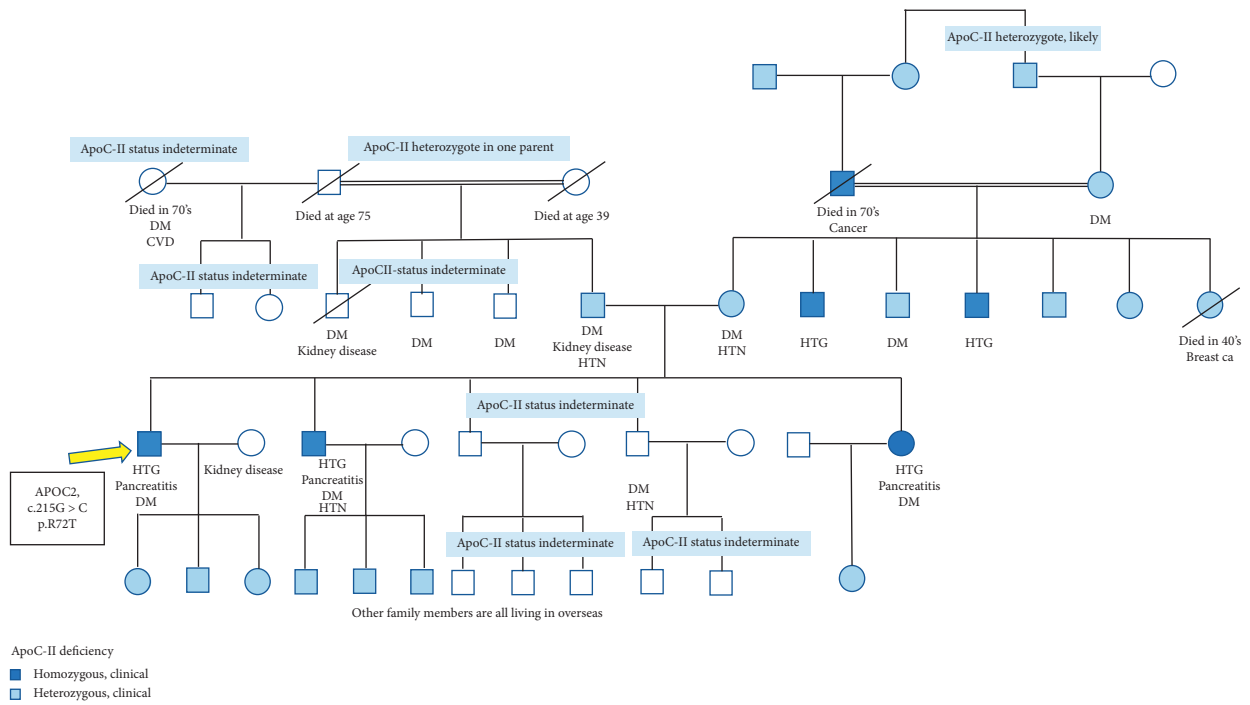 ApoC-II heterozygote, likely
ApoC-II status indeterminate
ApoC-II heterozygote in one parent
Died in 70's
DM
CVD
Died at age 75
Died at age 39
Died in 70's
Cancer
DM
ApoC-II status indeterminate
ApoCII-status indeterminate
DM
Kidney disease
DM
DM
DM
Kidney disease
HTN
DM
HTN
HTG
DM
HTG
Died in 40's
Breast ca
ApoC-II status indeterminate
APOC2,
c.215G > C
p.R72T
HTG
Pancreatitis
DM
Kidney disease
HTG
Pancreatitis
DM
HTN
DM
HTN
HTG
Pancreatitis
DM
ApoC-II status indeterminate
ApoC-II status indeterminate
Other family members are all living in overseas
ApoC-II deficiency
Homozygous, clinical
Heterozygous, clinical